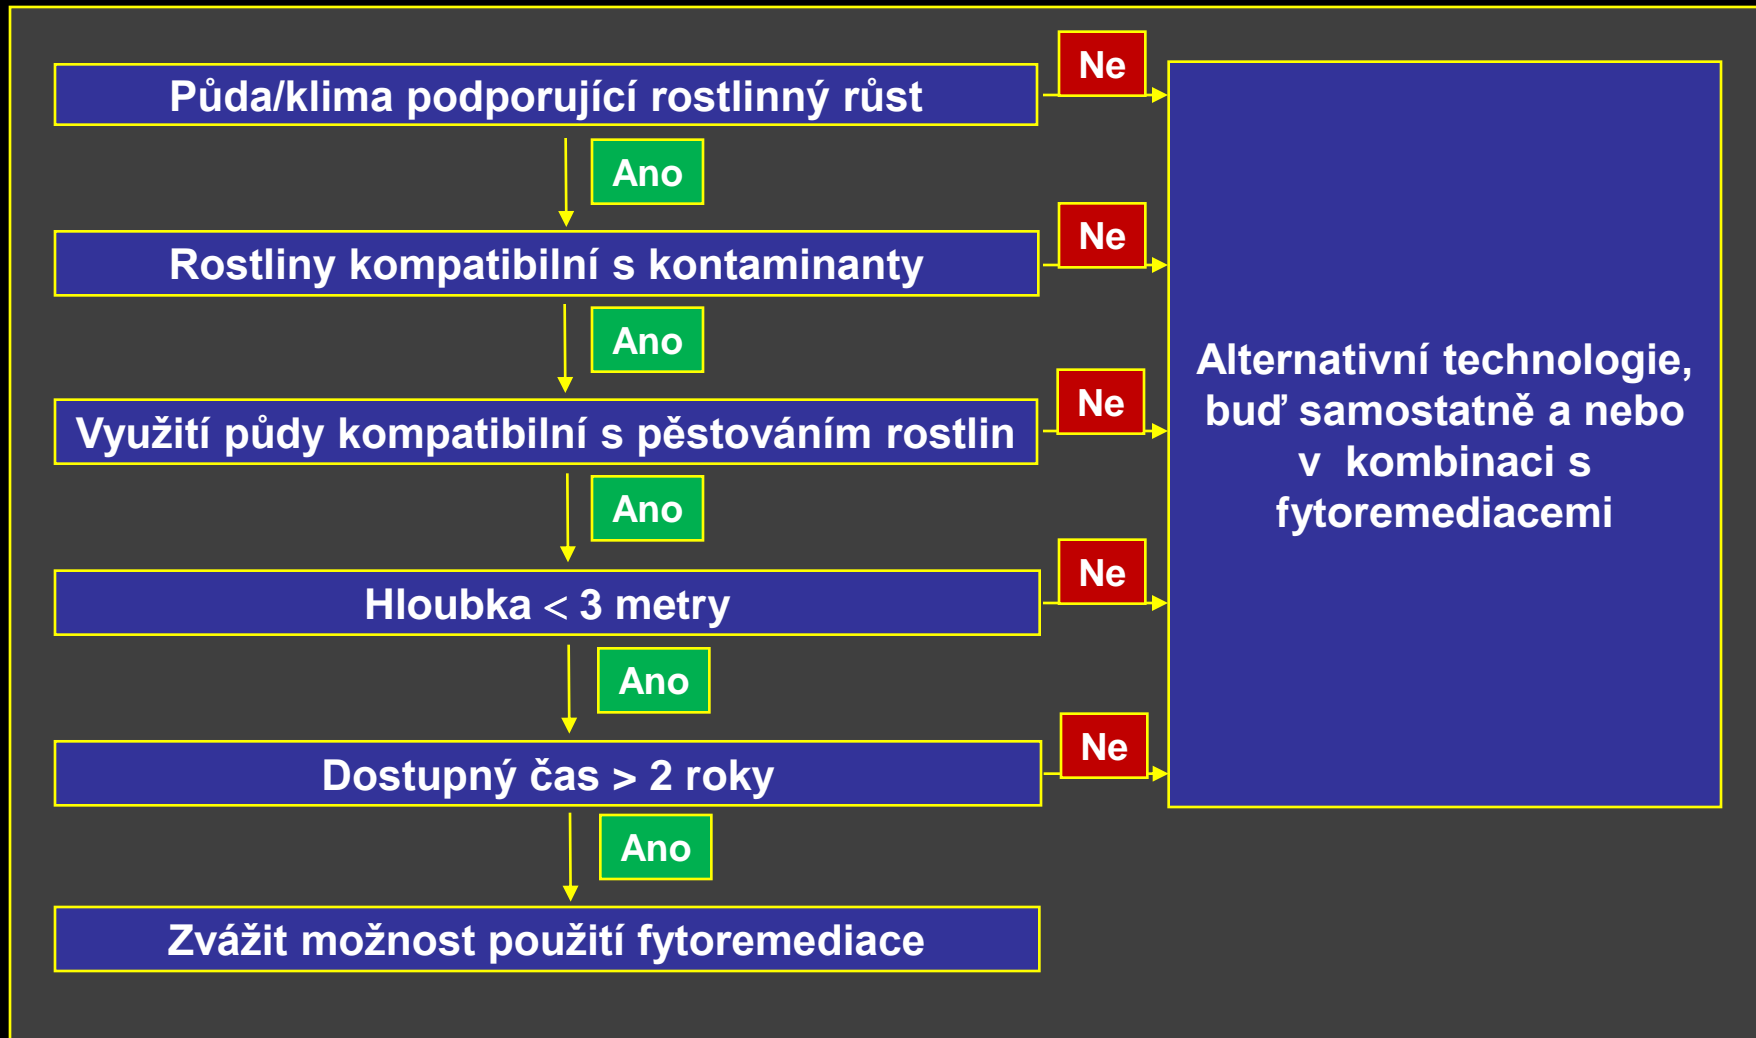 Půda/klima podporující rostlinný růst
Ne
Ano
Rostliny kompatibilní s kontaminanty
Ne
Ano
Využití půdy kompatibilní s pěstováním rostlin
Ne
Ano
Hloubka < 3 metry
Ne
Ano
Dostupný čas > 2 roky
Ne
Ano
Zvážit možnost použití fytoremediace
Alternativní technologie,
buď samostatně a nebo
v kombinaci s
fytoremediacemi